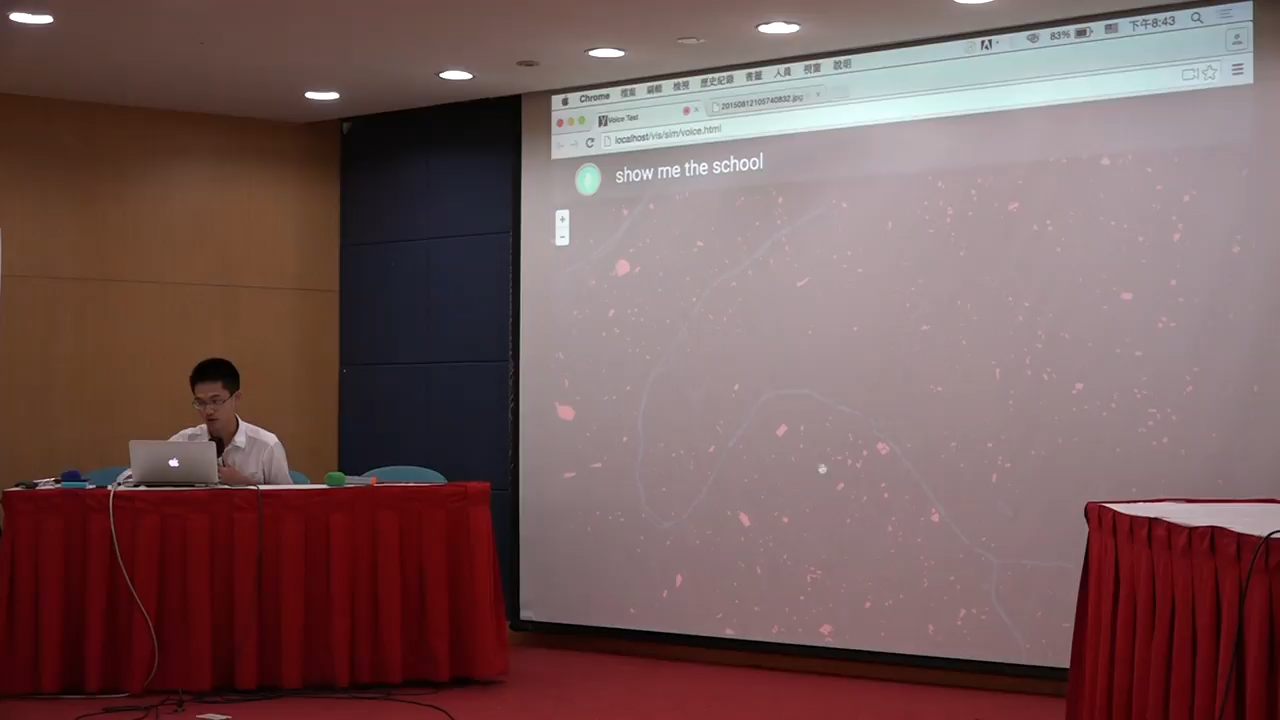 Chrome 檔案 編輯 檢視 歷史紀錄 書籤 人員 視窗 說明
83% 下午8:43
Voice Test
20150812105740832.jpg
localhost/vis/sim/voice.html
show me the school
+
−